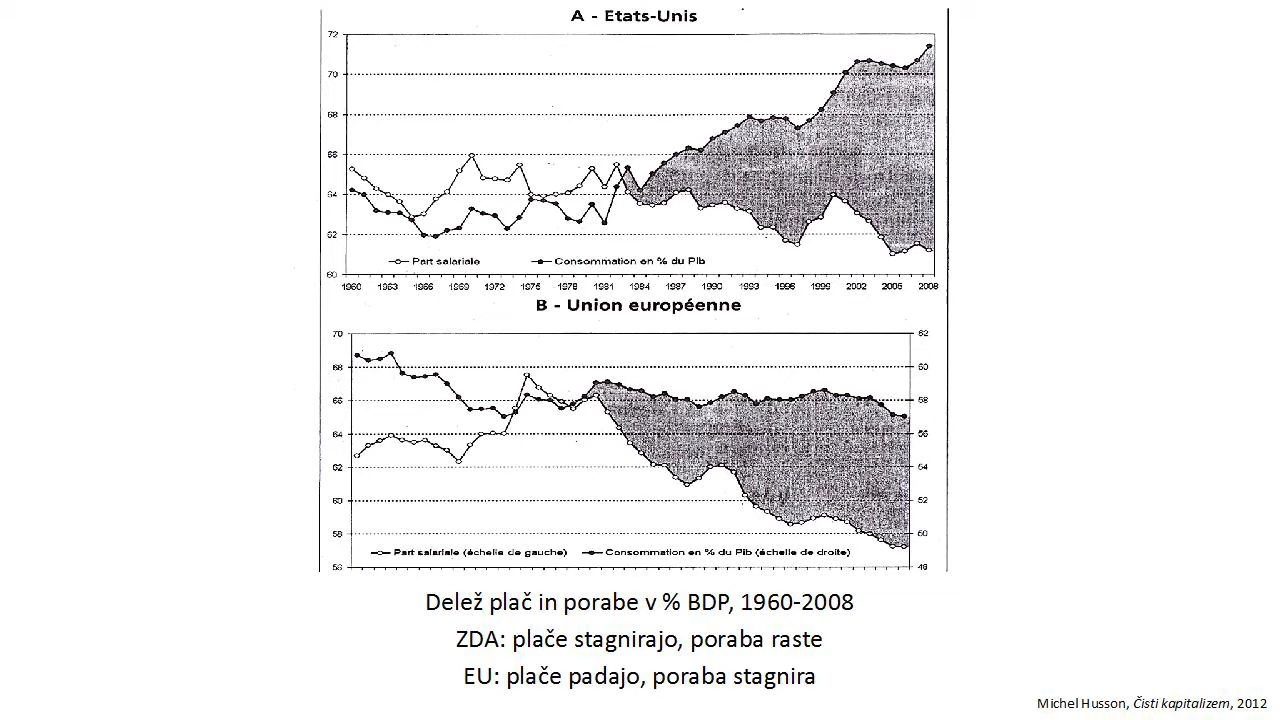 A - Etats-Unis
72
70
68
66
64
62
60
Part salariale
Consommation en % du Pib
1960 1963 1966 1969 1972 1976 1978 1981 1984 1987 1990 1993 1996 1999 2002 2005 2008
B - Union européenne
70 62
68 60
66 58
64 56
62 54
60 52
58 50
56 48
Part salariale (échelle de gauche)
Consommation en % du Pib (échelle de droite)
Delež plač in porabe v % BDP, 1960-2008
ZDA: plače stagnirajo, poraba raste
EU: plače padajo, poraba stagnira
Michel Husson, Čisti kapitalizem, 2012